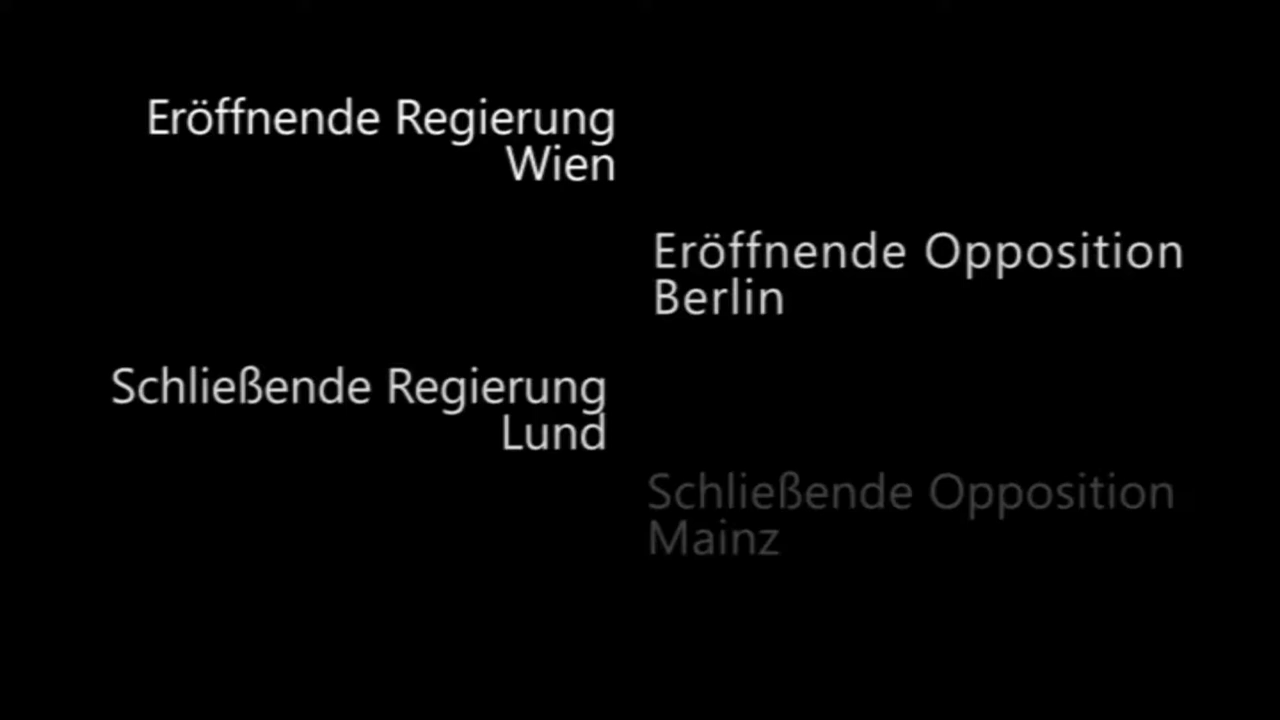 Eröffnende Regierung
Wien
Eröffnende Opposition
Berlin
Schließende Regierung
Lund
Schließende Opposition
Mainz